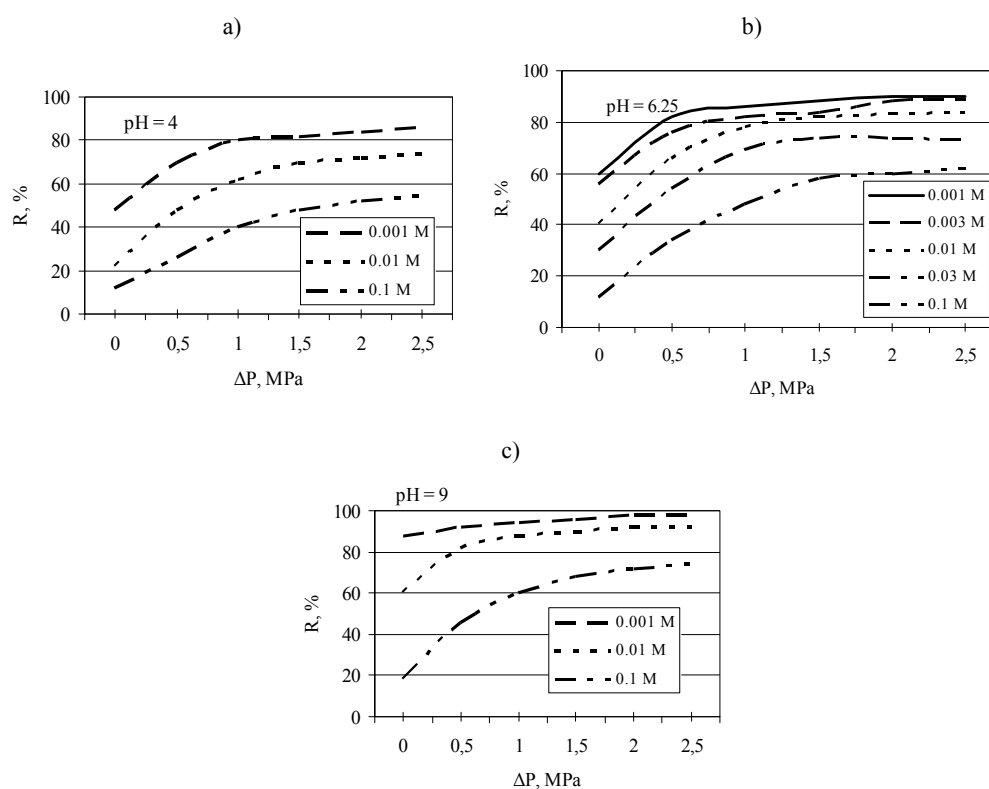 a)
pH = 4
R, %
100
80
60
40
20
0
0 0,5 1 1,5 2 2,5
ΔP, MPa
0.001 M
0.01 M
0.1 M
b)
pH = 6.25
R, %
100
80
60
40
20
0
0 0,5 1 1,5 2 2,5
ΔP, MPa
0.001 M
0.003 M
0.01 M
0.03 M
0.1 M
c)
pH = 9
R, %
100
80
60
40
20
0
0 0,5 1 1,5 2 2,5
ΔP, MPa
0.001 M
0.01 M
0.1 M